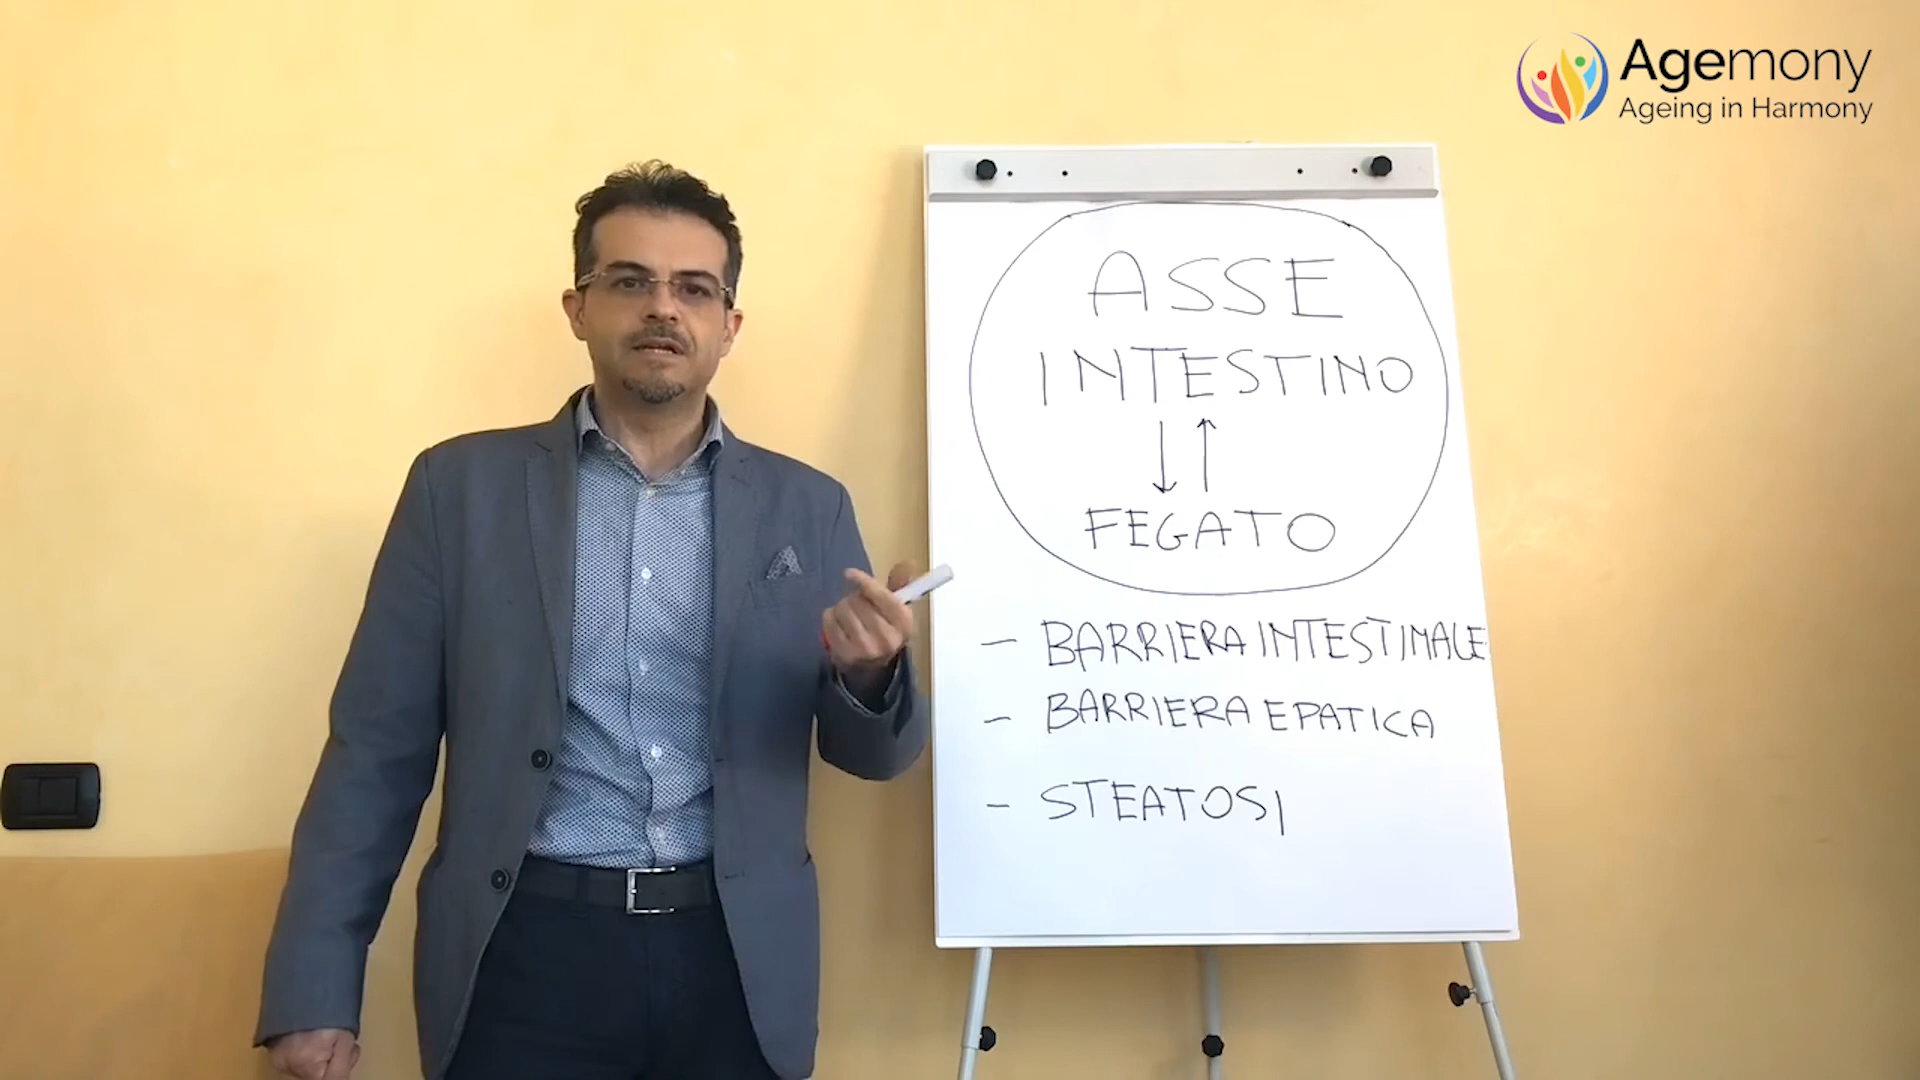 Agemony
Ageing in Harmony
ASSE
INTESTINO
FEGATO
- BARRIERA INTESTINALE
- BARRIERA EPATICA
- STEATOSI